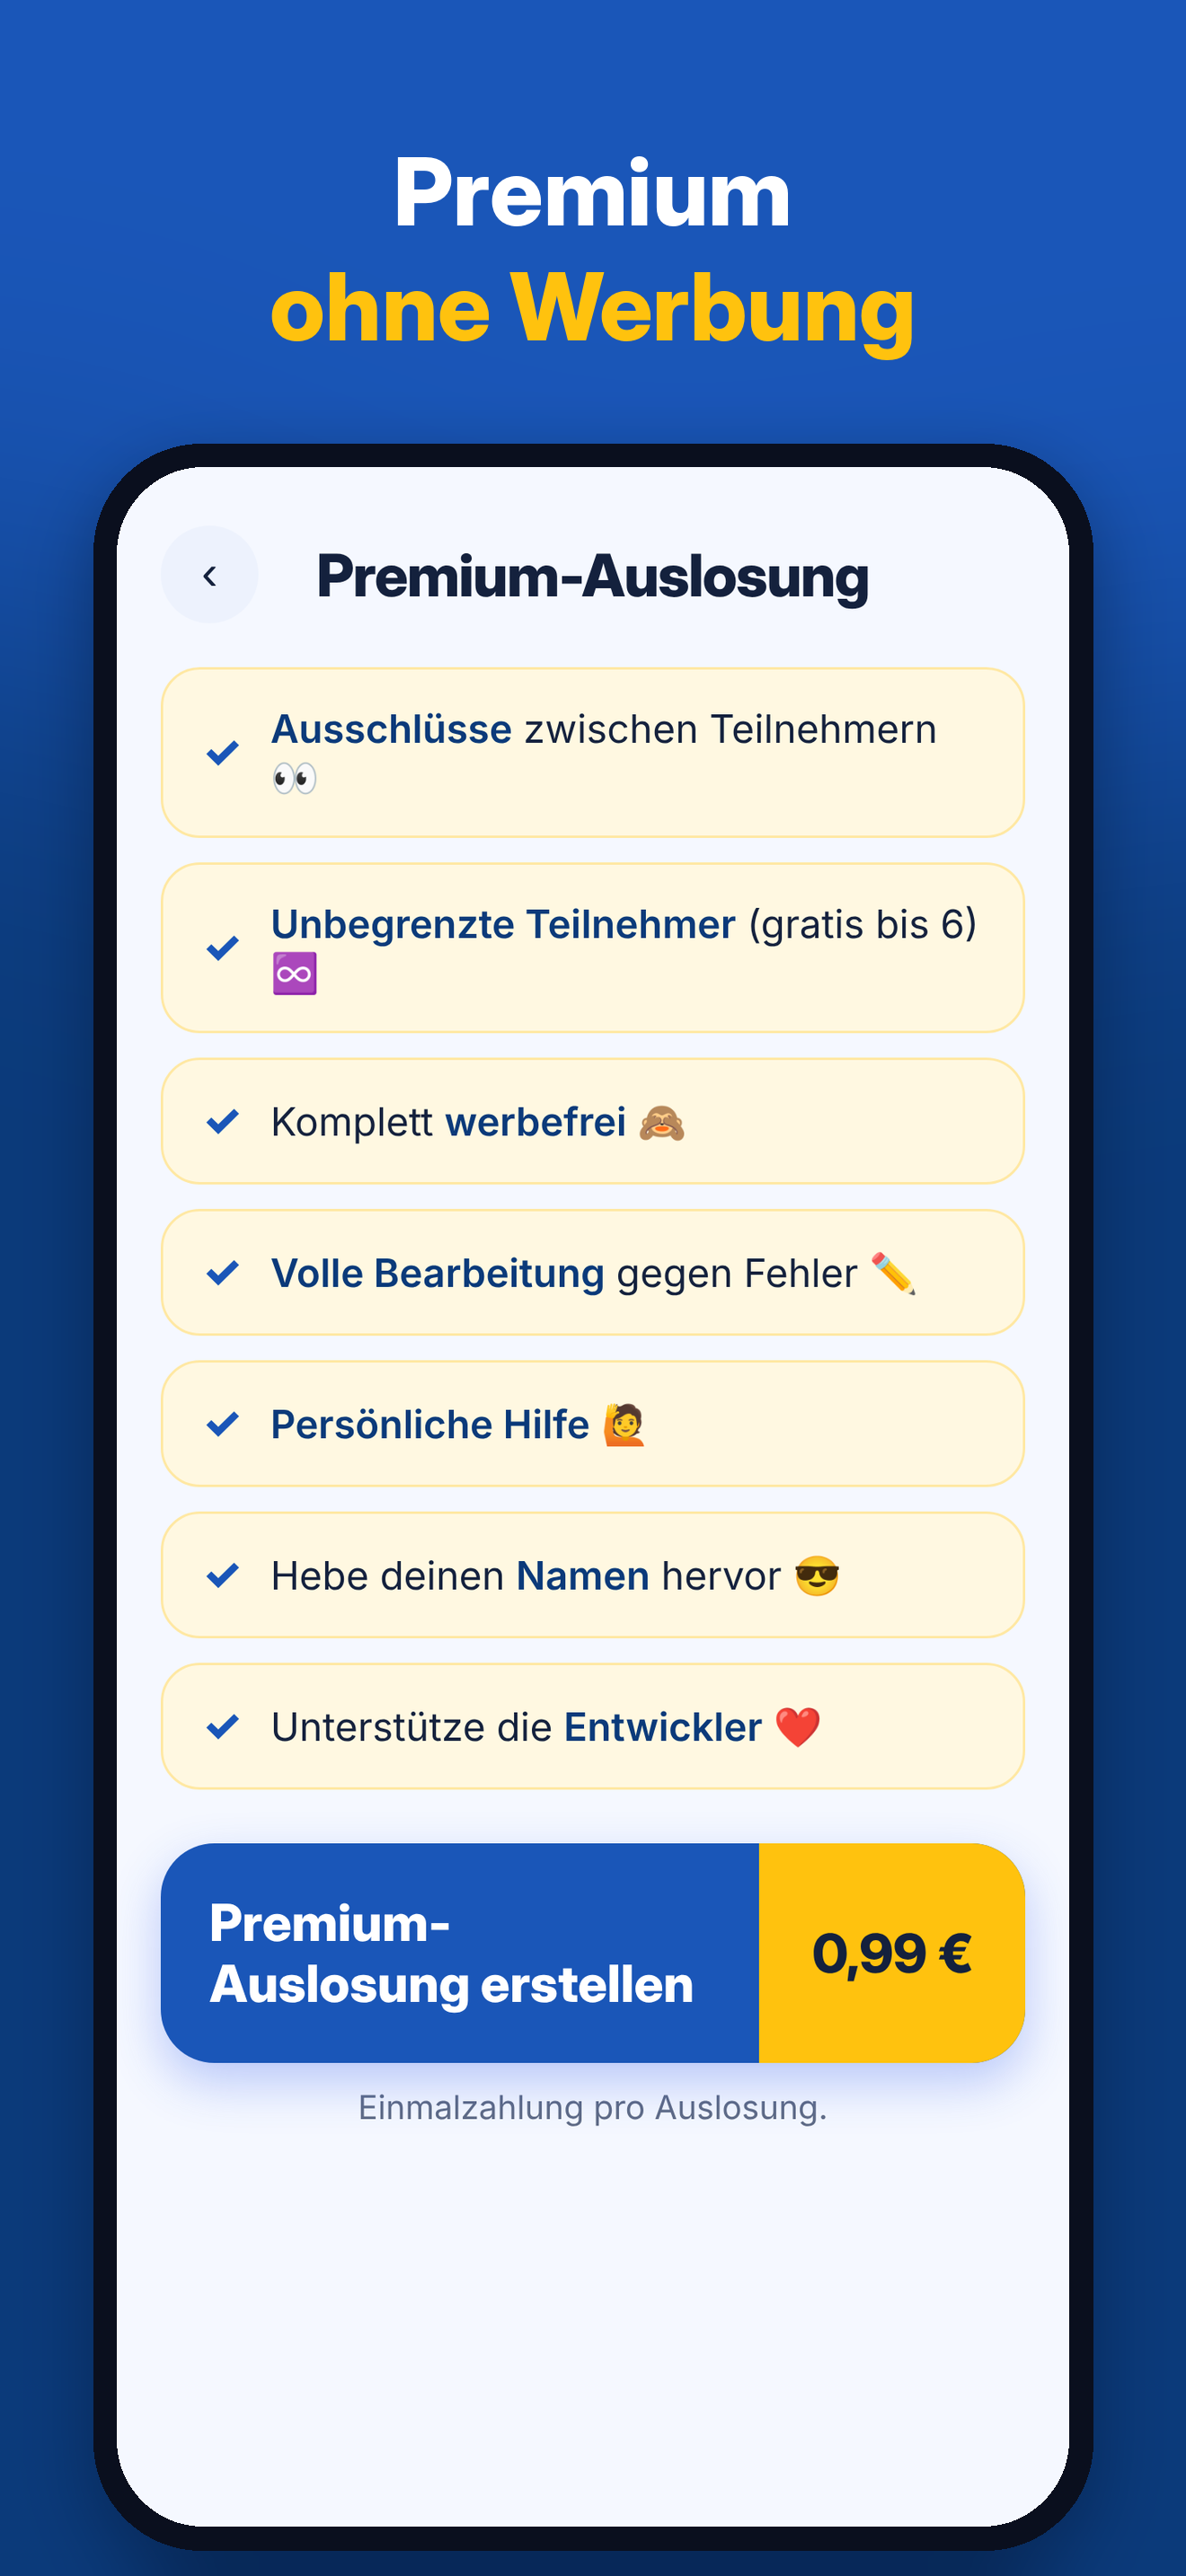 Premium
ohne Werbung
‹
Premium-Auslosung
Ausschlüsse zwischen Teilnehmern
👀
Unbegrenzte Teilnehmer (gratis bis 6)
♾️
Komplett werbefrei 🙈
Volle Bearbeitung gegen Fehler ✏️
Persönliche Hilfe 🙋
Hebe deinen Namen hervor 😎
Unterstütze die Entwickler ❤️
Premium-
Auslosung erstellen
0,99 €
Einmalzahlung pro Auslosung.